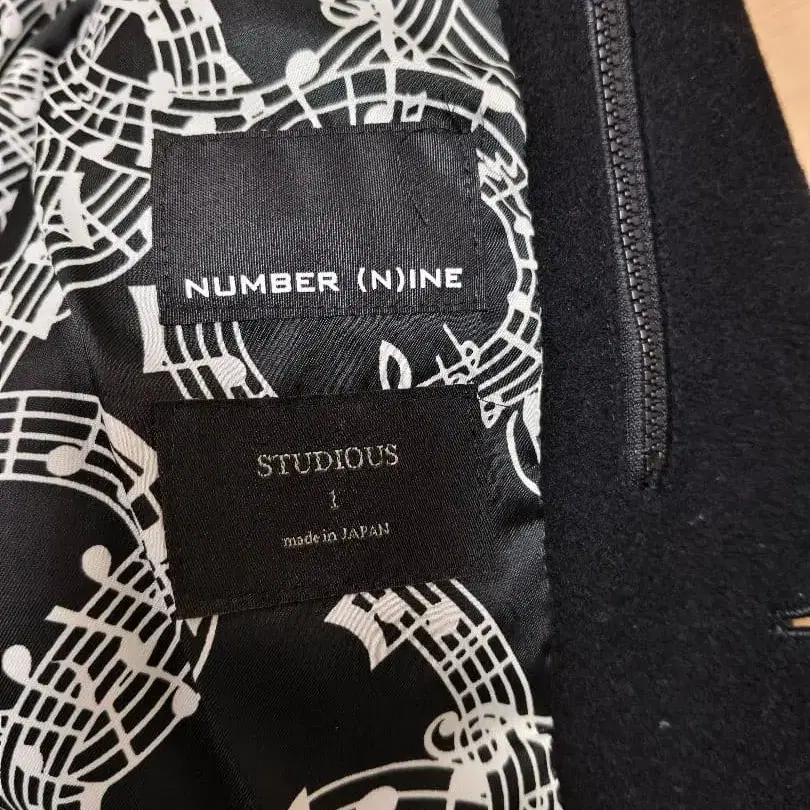 NUMBER (N)INE
STUDIOUS
1
made in JAPAN